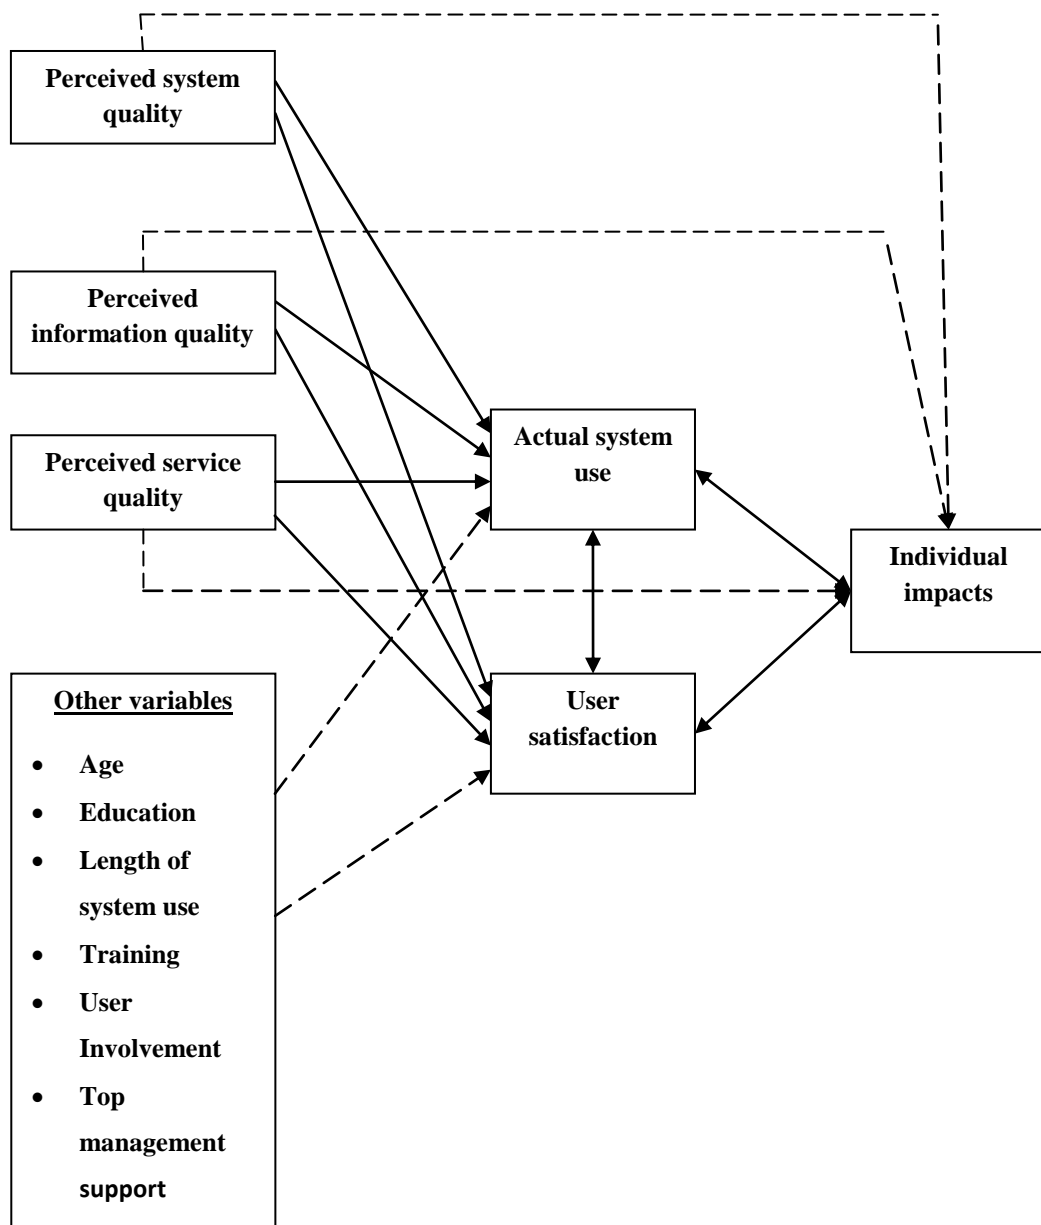 Perceived system
quality
Perceived
information quality
Perceived service
quality
Actual system
use
Individual
impacts
User
satisfaction
Other variables
• Age
• Education
• Length of
system use
• Training
• User
Involvement
• Top
management
support